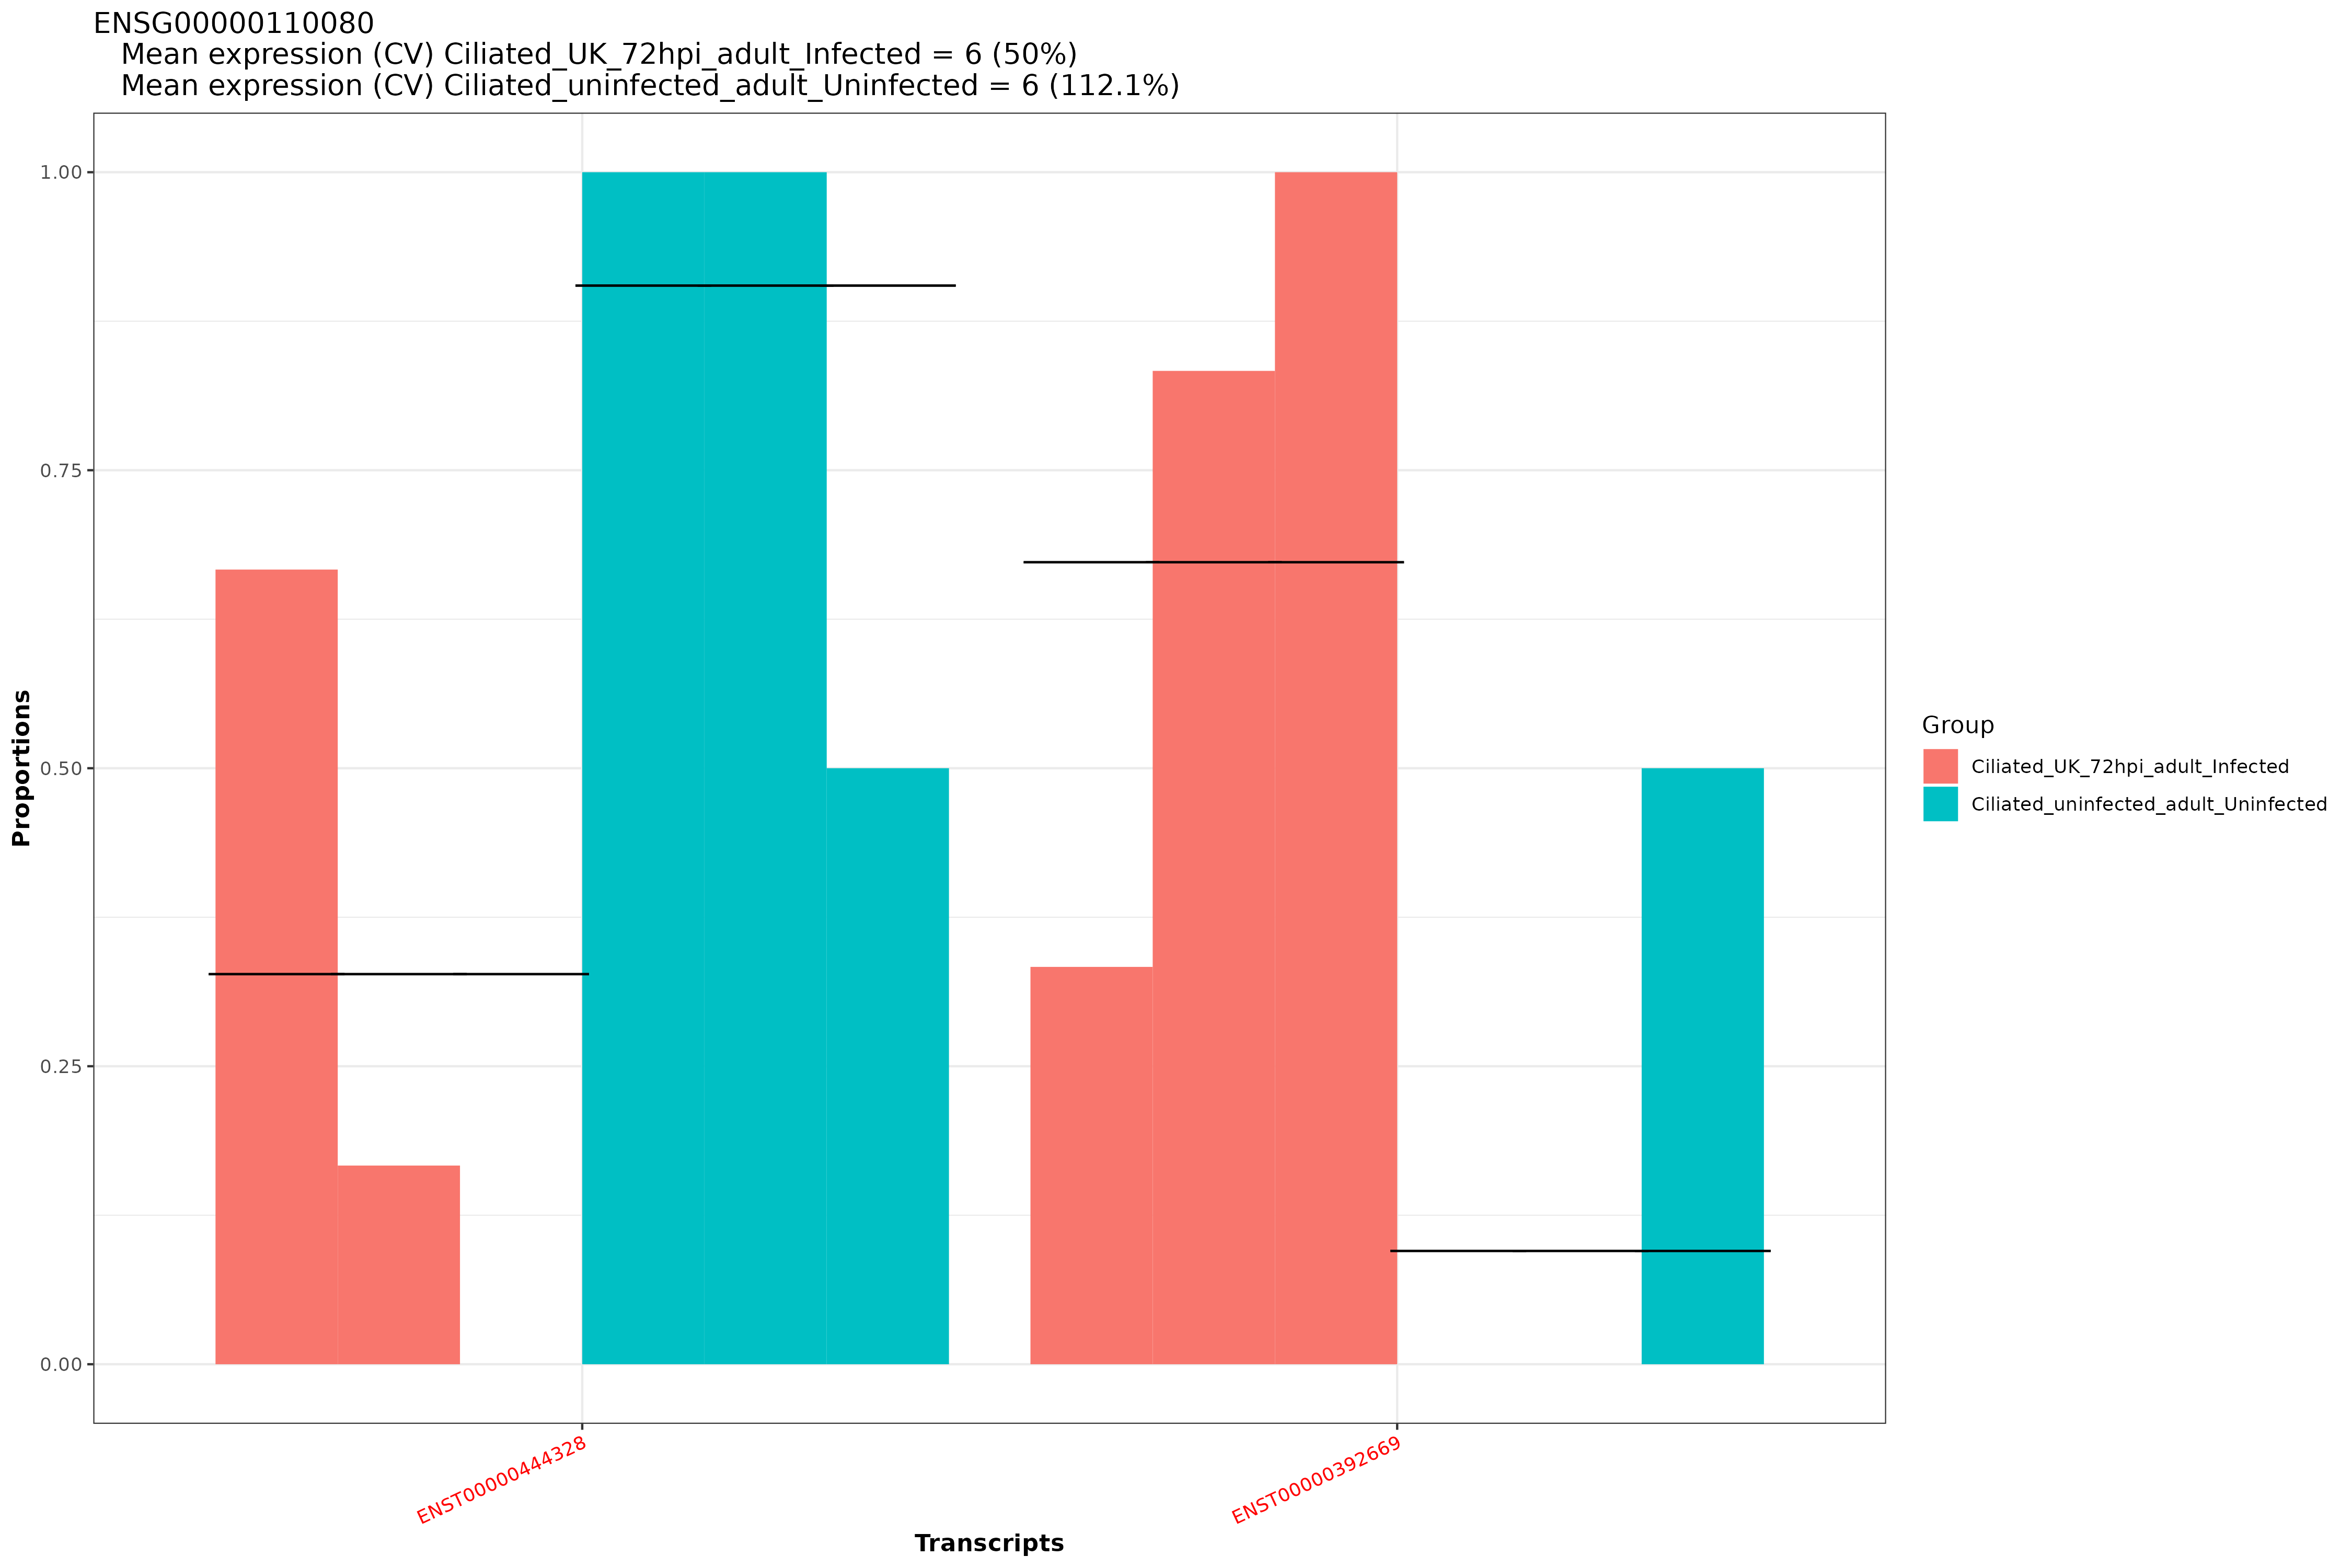 ENSG00000110080
Mean expression (CV) Ciliated_UK_72hpi_adult_Infected = 6 (50%)
Mean expression (CV) Ciliated_uninfected_adult_Uninfected = 6 (112.1%)
1.00
0.75
0.50
0.25
0.00
Proportions
ENST0000444328
ENST00000392669
Transcripts
Group
Ciliated_UK_72hpi_adult_Infected
Ciliated_uninfected_adult_Uninfected